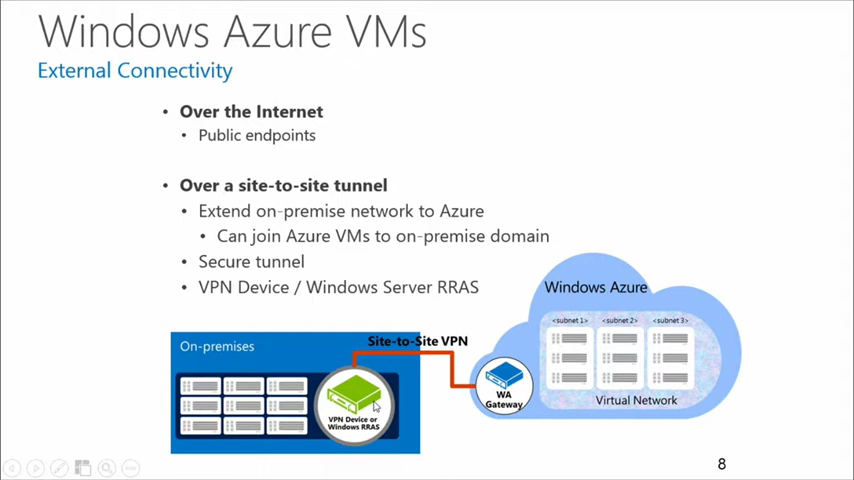 Windows Azure VMs
External Connectivity
• Over the Internet
• Public endpoints
• Over a site-to-site tunnel
• Extend on-premise network to Azure
• Can join Azure VMs to on-premise domain
• Secure tunnel
• VPN Device / Windows Server RRAS
Windows Azure
<subnet 1> <subnet 2> <subnet 3>
Site-to-Site VPN
On-premises
WA
Gateway
Virtual Network
VPN Device or
Windows RRAS
8